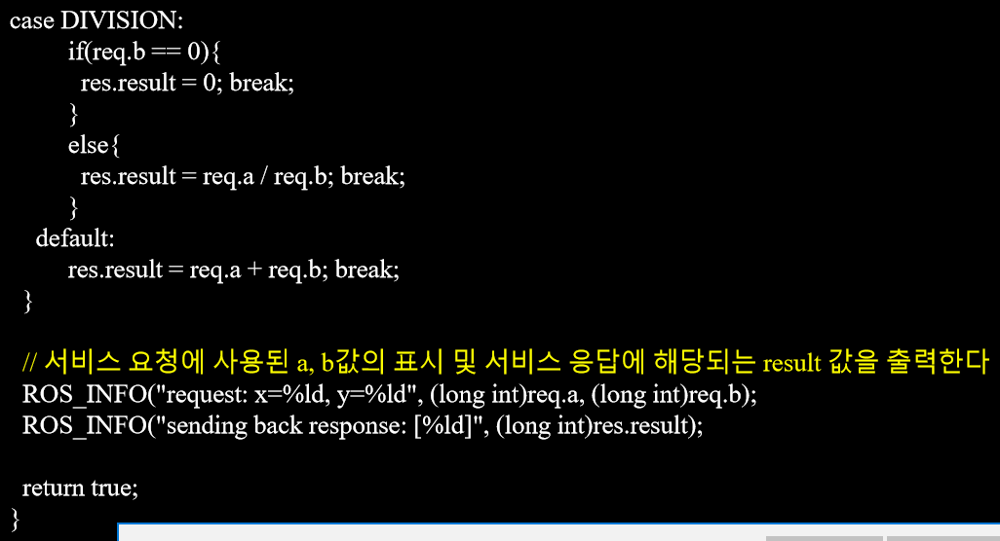 case DIVISION:
if(req.b == 0){
res.result = 0; break;
}
else{
res.result = req.a / req.b; break;
}
default:
res.result = req.a + req.b; break;
}
// 서비스 요청에 사용된 a, b값의 표시 및 서비스 응답에 해당되는 result 값을 출력한다
ROS_INFO("request: x=%ld, y=%ld", (long int)req.a, (long int)req.b);
ROS_INFO("sending back response: [%ld]", (long int)res.result);
return true;
}